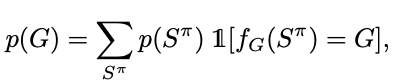 p(G) = ∑_{S^π} p(S^π) 𝟙[f_G(S^π) = G],